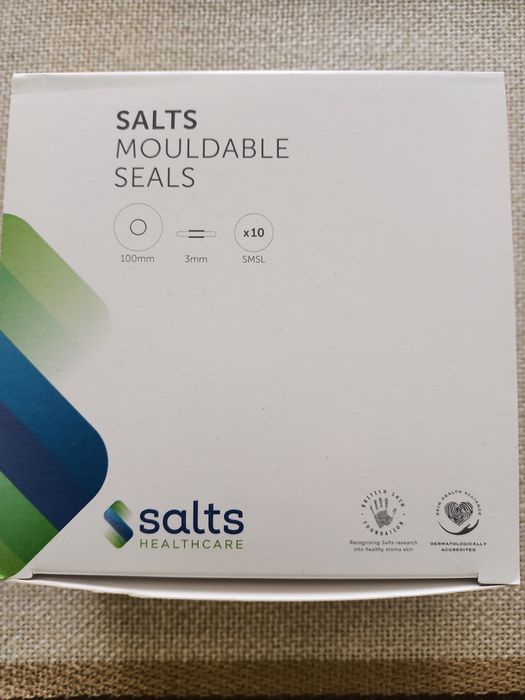 SALTS
MOULDABLE
SEALS
x10
100mm
3mm
SMSL
salts
HEALTHCARE
BRITISH SKIN
FOUNDATION
Recognising Salts research
into healthy stoma skin
SKIN HEALTH ALLIANCE
DERMATOLOGICALLY
ACCREDITED